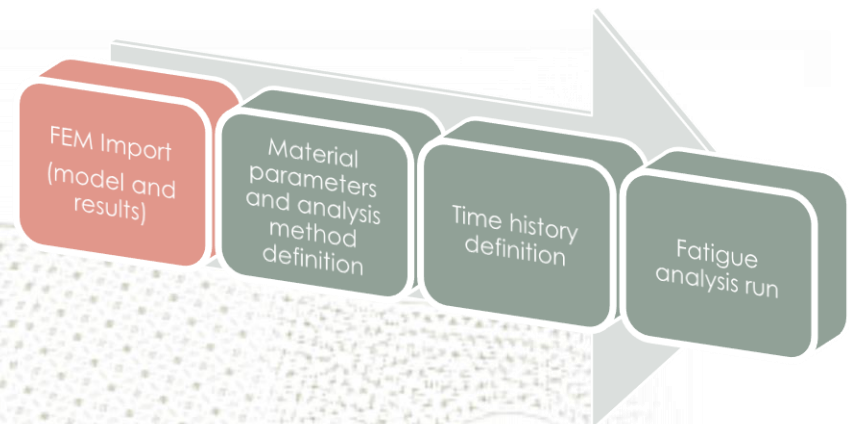 FEM Import
(model and
results)
Material
parameters
and analysis
method
definition
Time history
definition
Fatigue
analysis run